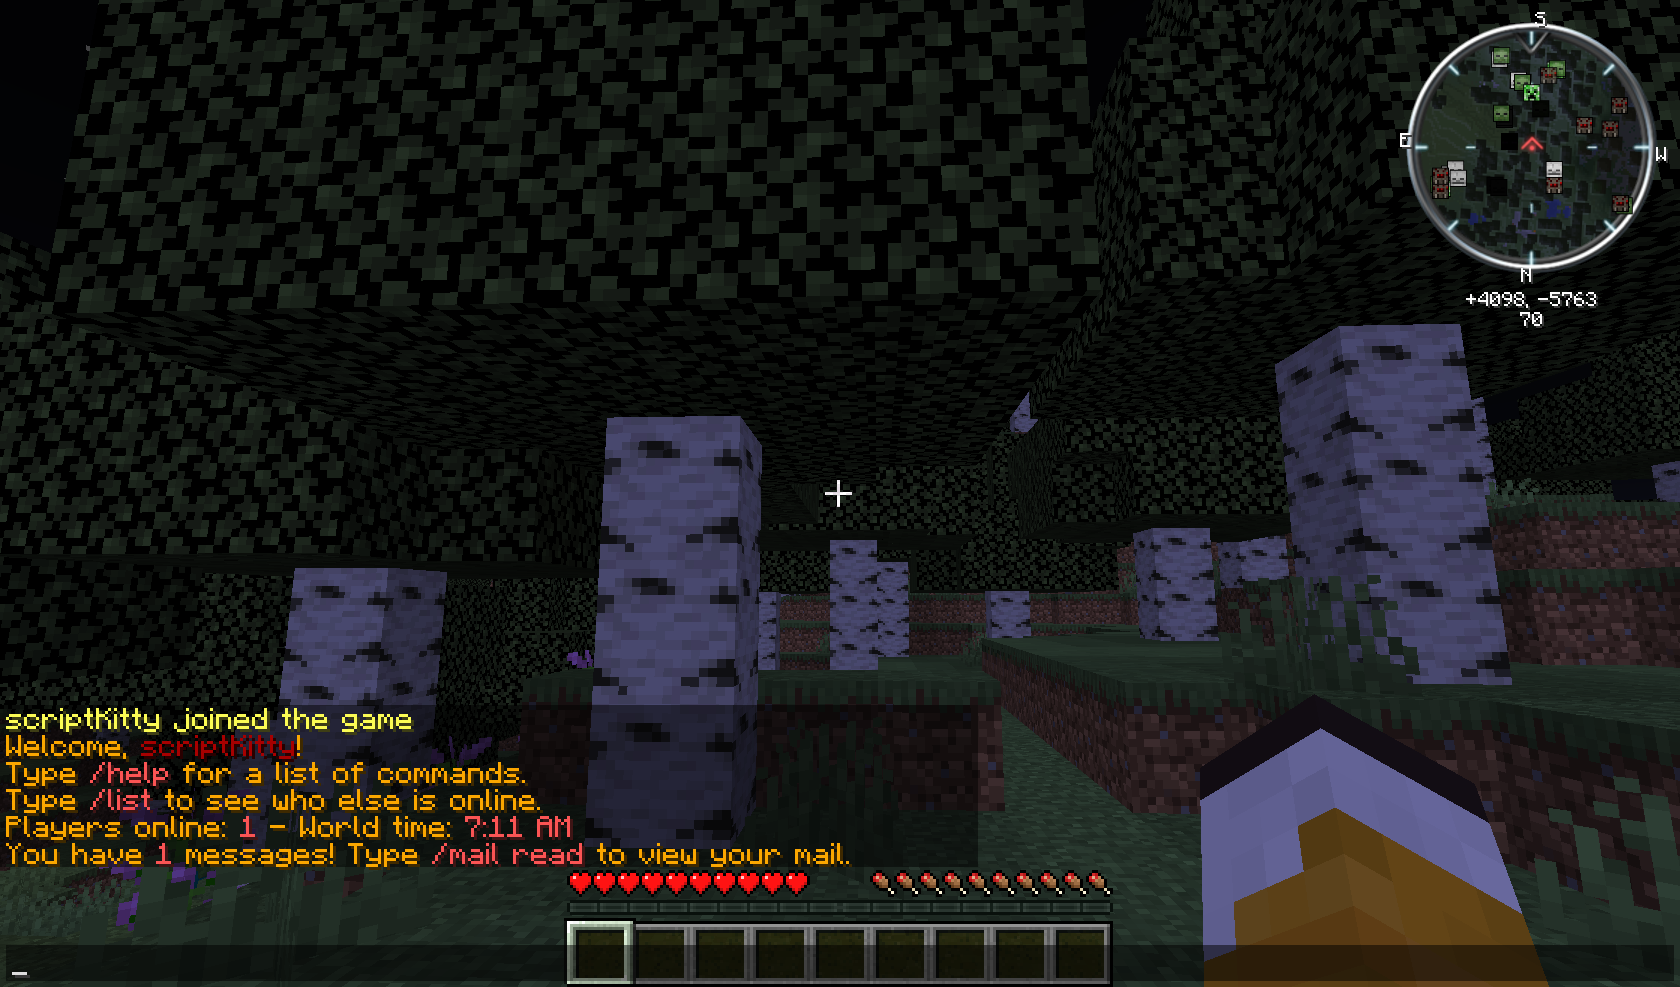 S
E
W
N
+4098, -5763
70
scriptKitty joined the game
Welcome, scriptKitty!
Type /help for a list of commands.
Type /list to see who else is online.
Players online: 1 - World time: 7:11 AM
You have 1 messages! Type /mail read to view your mail.
_